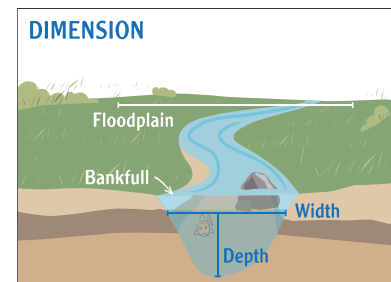 DIMENSION
Floodplain
Bankfull
Width
Depth